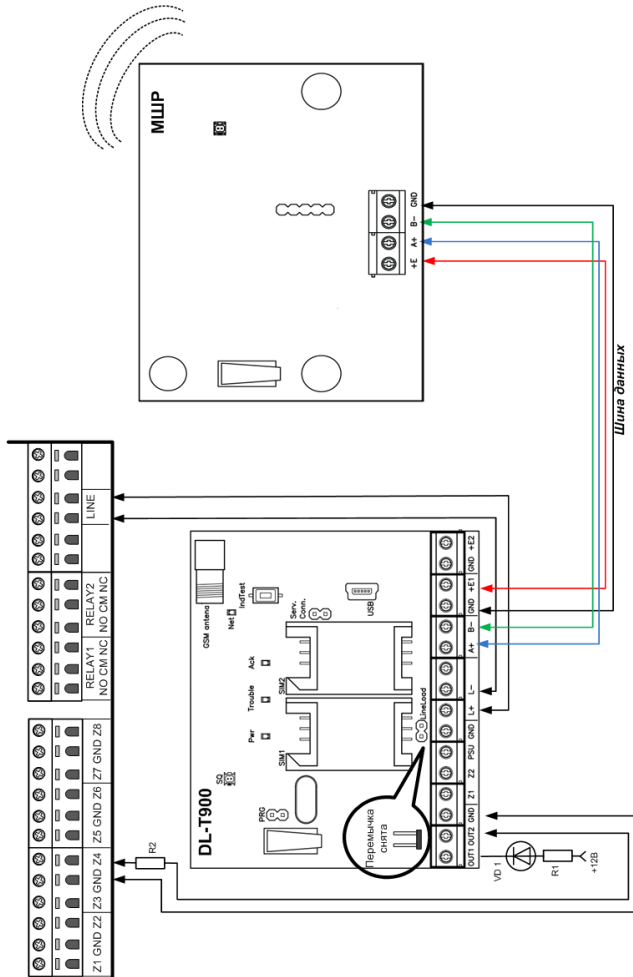 МШР
+E A+ B− GND
Шина данных
Z1 GND Z2 Z3 GND Z4 Z5 GND Z6 Z7 GND Z8
RELAY1 RELAY2
NO CM NC NO CM NC
LINE
R2
DL-T900
PRG
SQ
Pwr
Trouble
Ack
Net
IndTest
GSM antena
SIM1
SIM2
Serv.
Conn.
USB
LineLoad
Перемычка
снята
OUT1 OUT2 GND Z1 Z2 PSU GND L+ L− A+ B− GND +E1 GND +E2
VD 1
R1
+12В